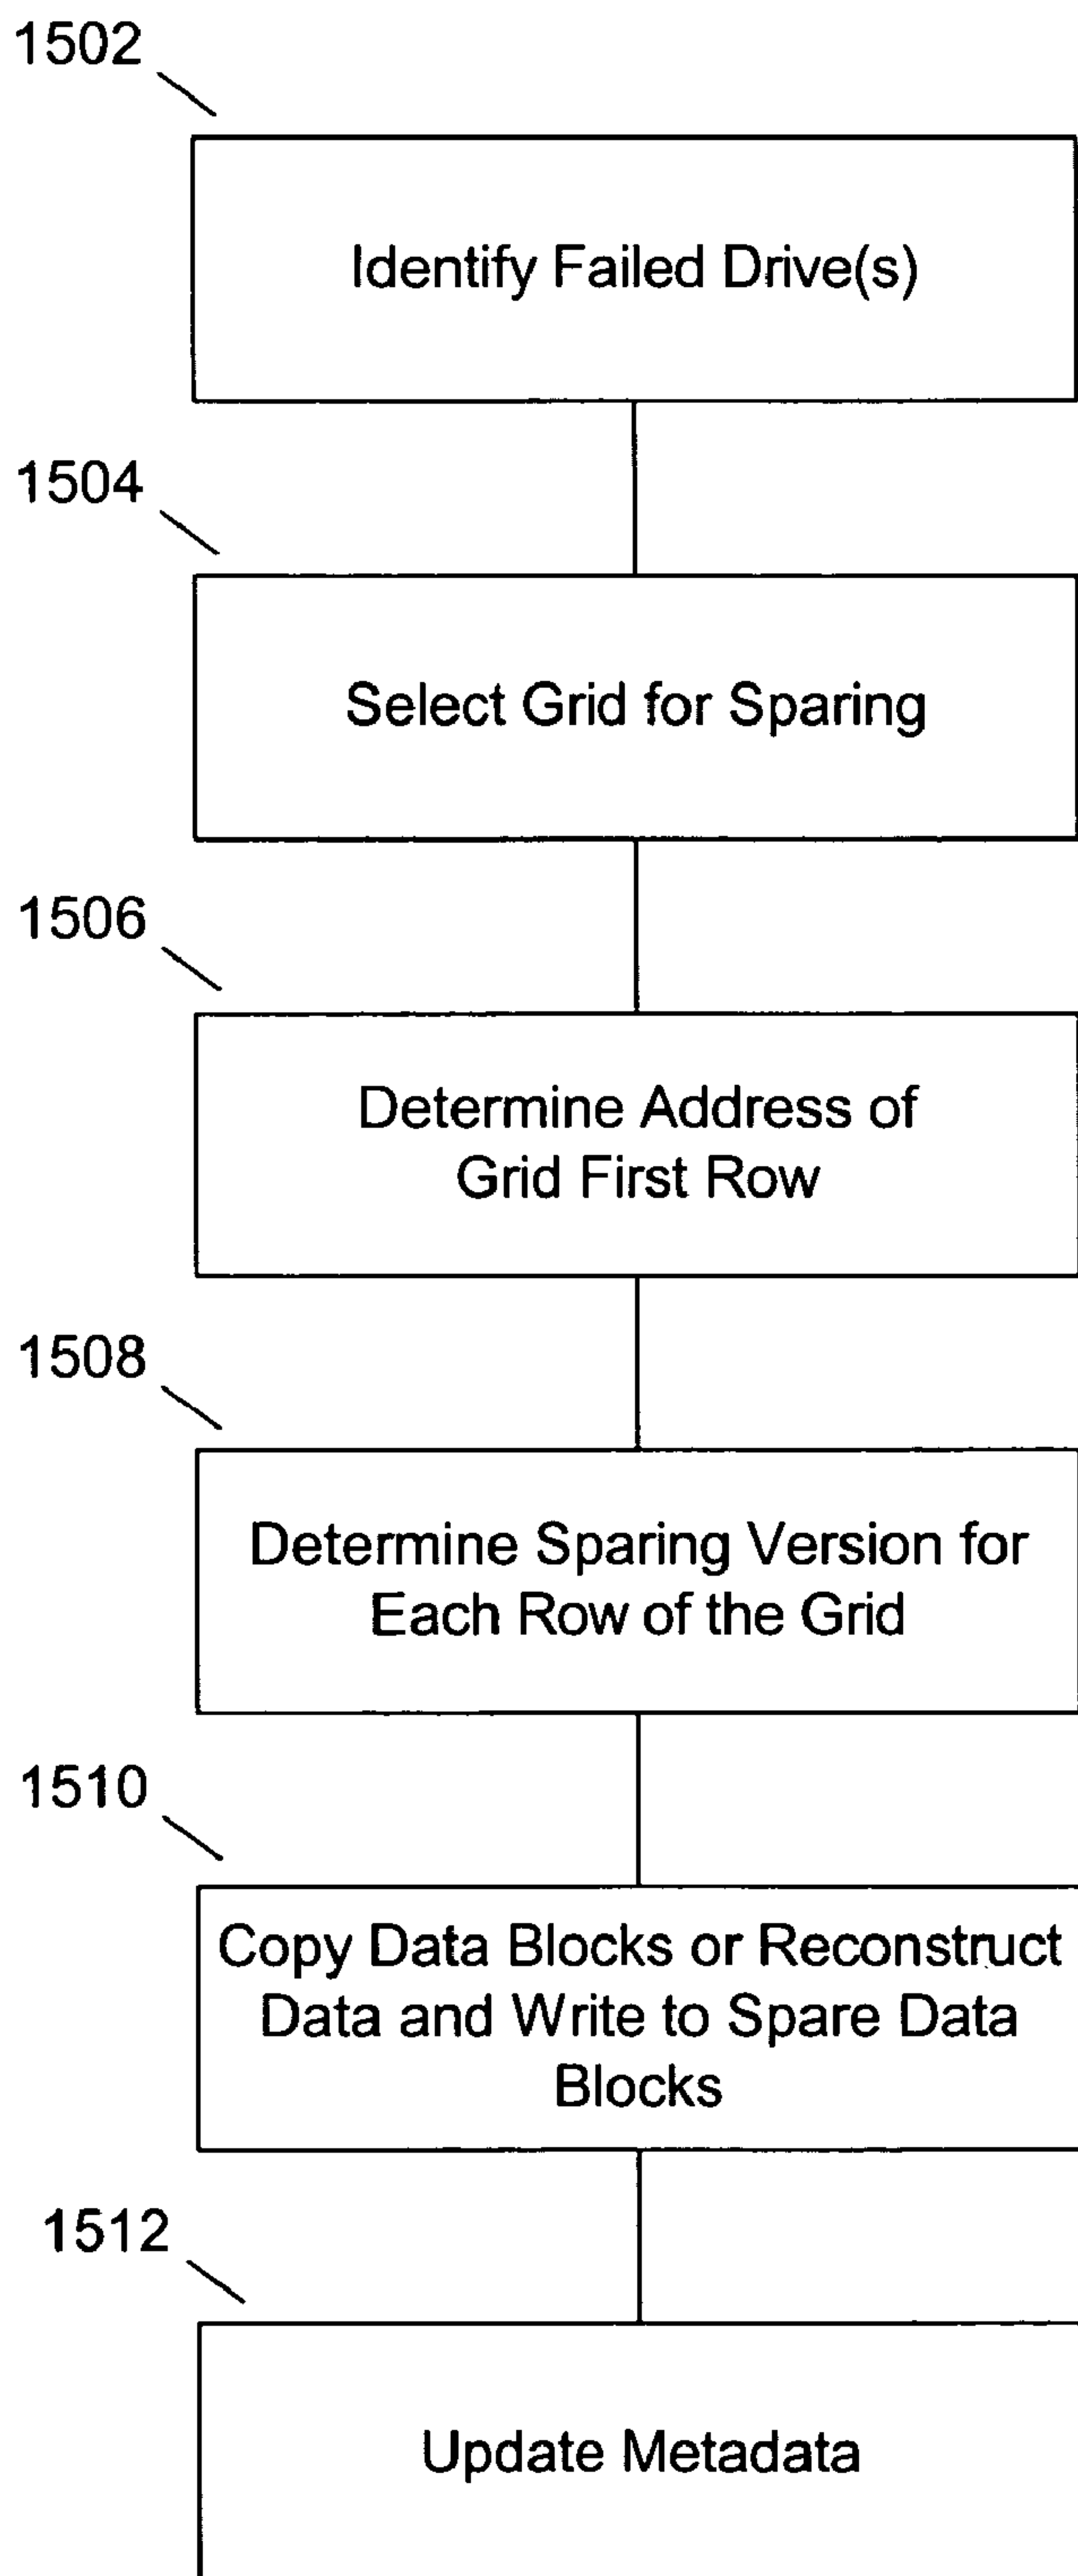 1502
Identify Failed Drive(s)
1504
Select Grid for Sparing
1506
Determine Address of
Grid First Row
1508
Determine Sparing Version for
Each Row of the Grid
1510
Copy Data Blocks or Reconstruct
Data and Write to Spare Data
Blocks
1512
Update Metadata